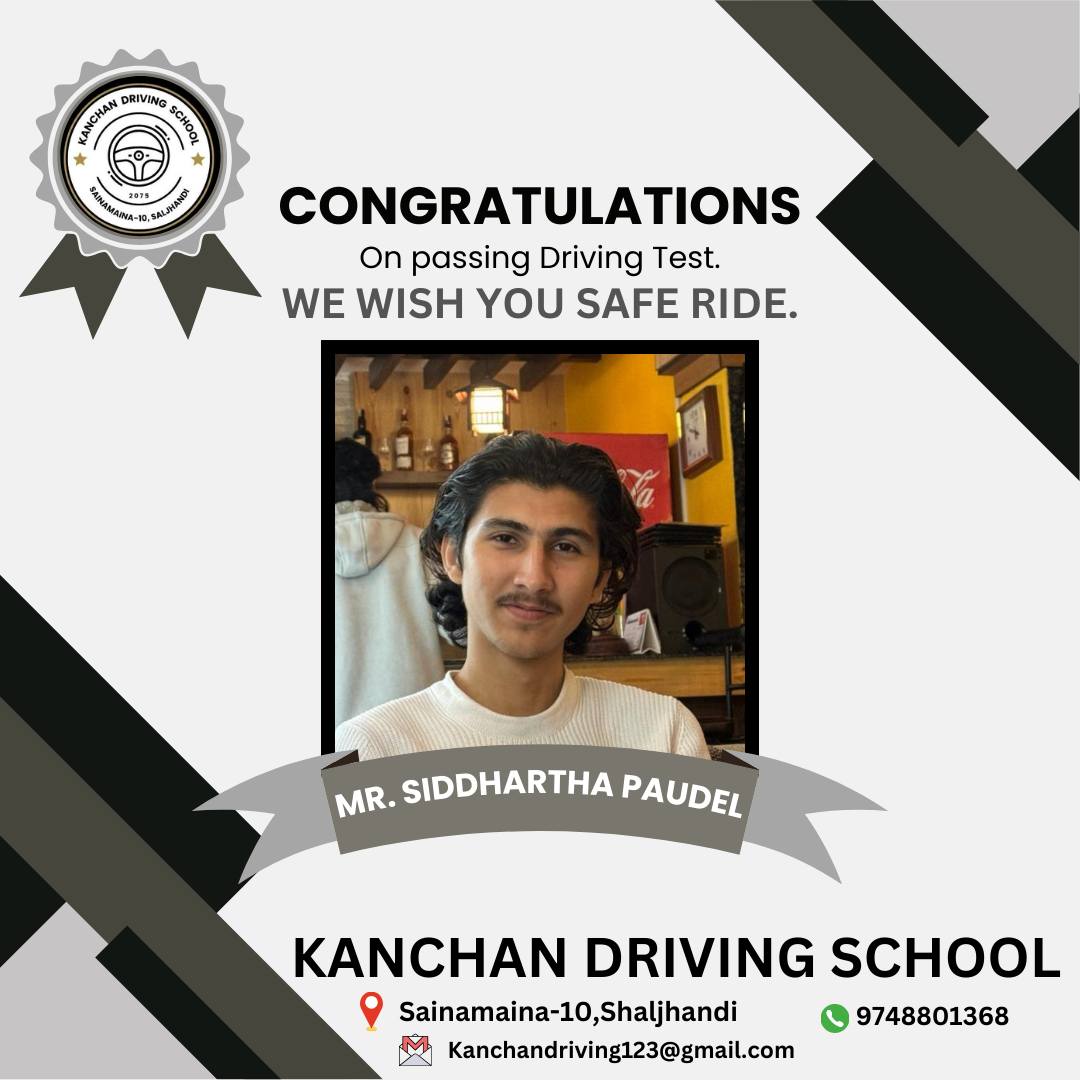 KANCHAN DRIVING SCHOOL
2075
SAINAMAINA-10, SALJHANDI
CONGRATULATIONS
On passing Driving Test.
WE WISH YOU SAFE RIDE.
MR. SIDDHARTHA PAUDEL
KANCHAN DRIVING SCHOOL
Sainamaina-10,Shaljhandi
9748801368
Kanchandriving123@gmail.com